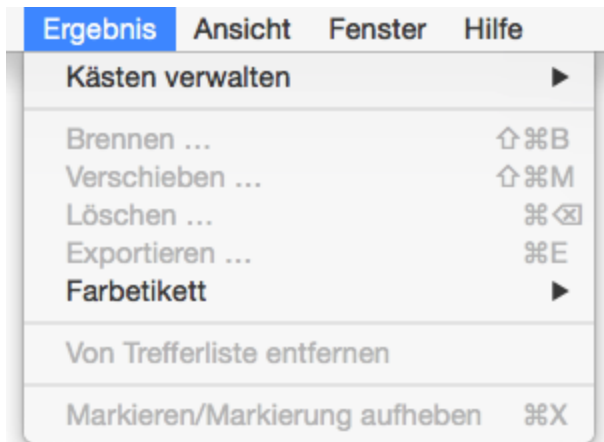 Ergebnis Ansicht Fenster Hilfe
Kästen verwalten ▶
Brennen … ⇧⌘B
Verschieben … ⇧⌘M
Löschen … ⌘⌫
Exportieren … ⌘E
Farbetikett ▶
Von Trefferliste entfernen
Markieren/Markierung aufheben ⌘X